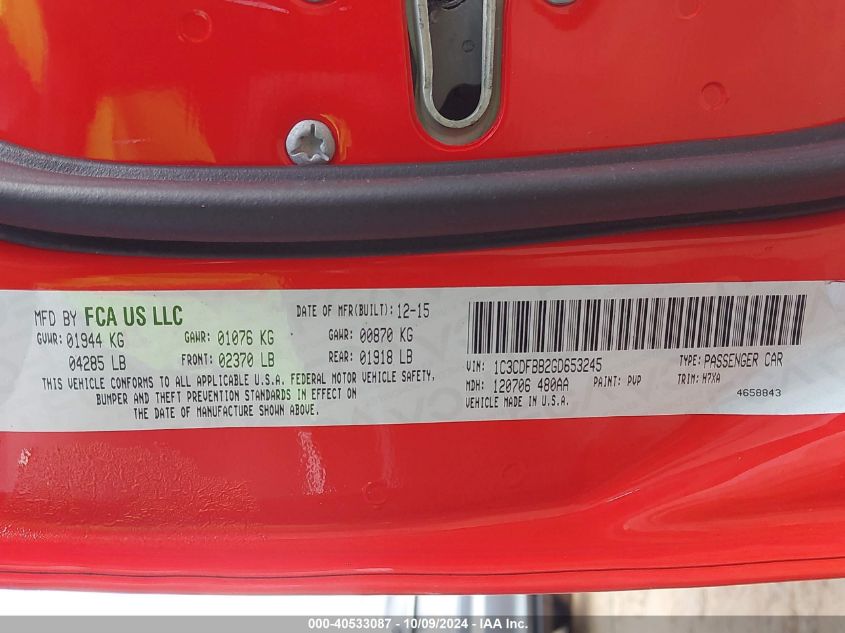 MFD BY FCA US LLC DATE OF MFR(BUILT): 12-15
GVWR: 01944 KG GAWR: 01076 KG GAWR: 00870 KG
04285 LB FRONT: 02370 LB REAR: 01918 LB
THIS VEHICLE CONFORMS TO ALL APPLICABLE U.S.A. FEDERAL MOTOR VEHICLE SAFETY,
BUMPER AND THEFT PREVENTION STANDARDS IN EFFECT ON
THE DATE OF MANUFACTURE SHOWN ABOVE.
VIN: 1C3CDFBB2GD653245 TYPE: PASSENGER CAR
MDH: 120706 480AA PAINT: PVP TRIM: H7XA
VEHICLE MADE IN U.S.A. 4658843
000-40533087 - 10/09/2024 - IAA Inc.